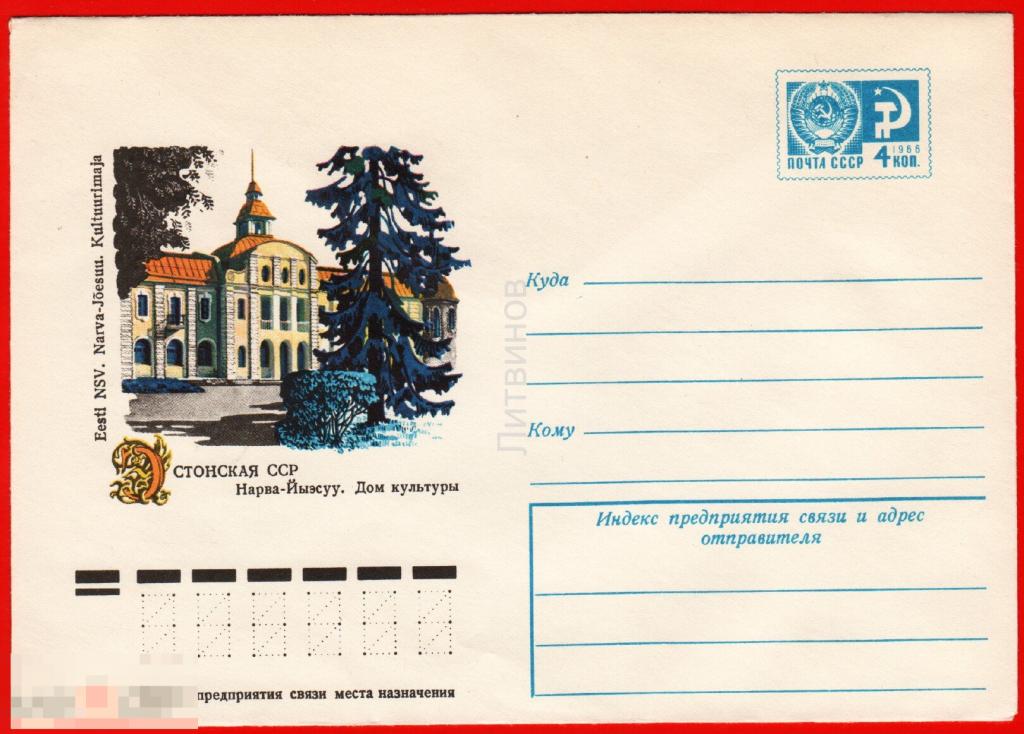 ПОЧТА СССР
1966
4 КОП.
Eesti NSV. Narva-Jõesuu. Kultuurimaja
ЭСТОНСКАЯ ССР
Нарва-Йыэсуу. Дом культуры
Куда
Кому
Литвинов
Индекс предприятия связи и адрес
отправителя
предприятия связи места назначения